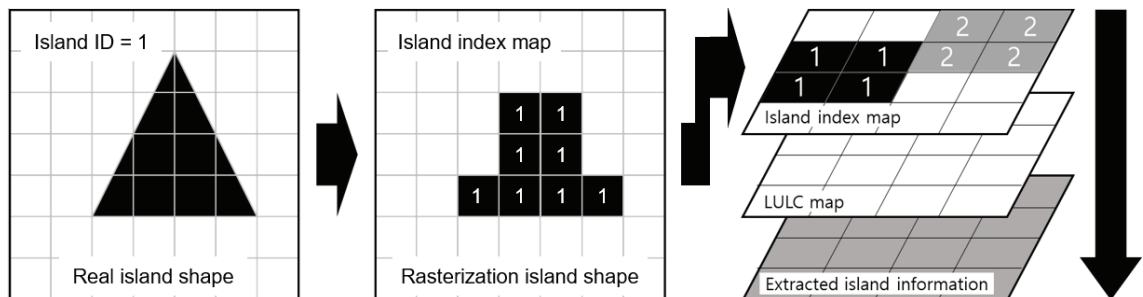 Island ID = 1
Real island shape
Island index map
1 1
1 1
1 1 1 1
Rasterization island shape
2 2
1 1 2 2
1 1
Island index map
LULC map
Extracted island information